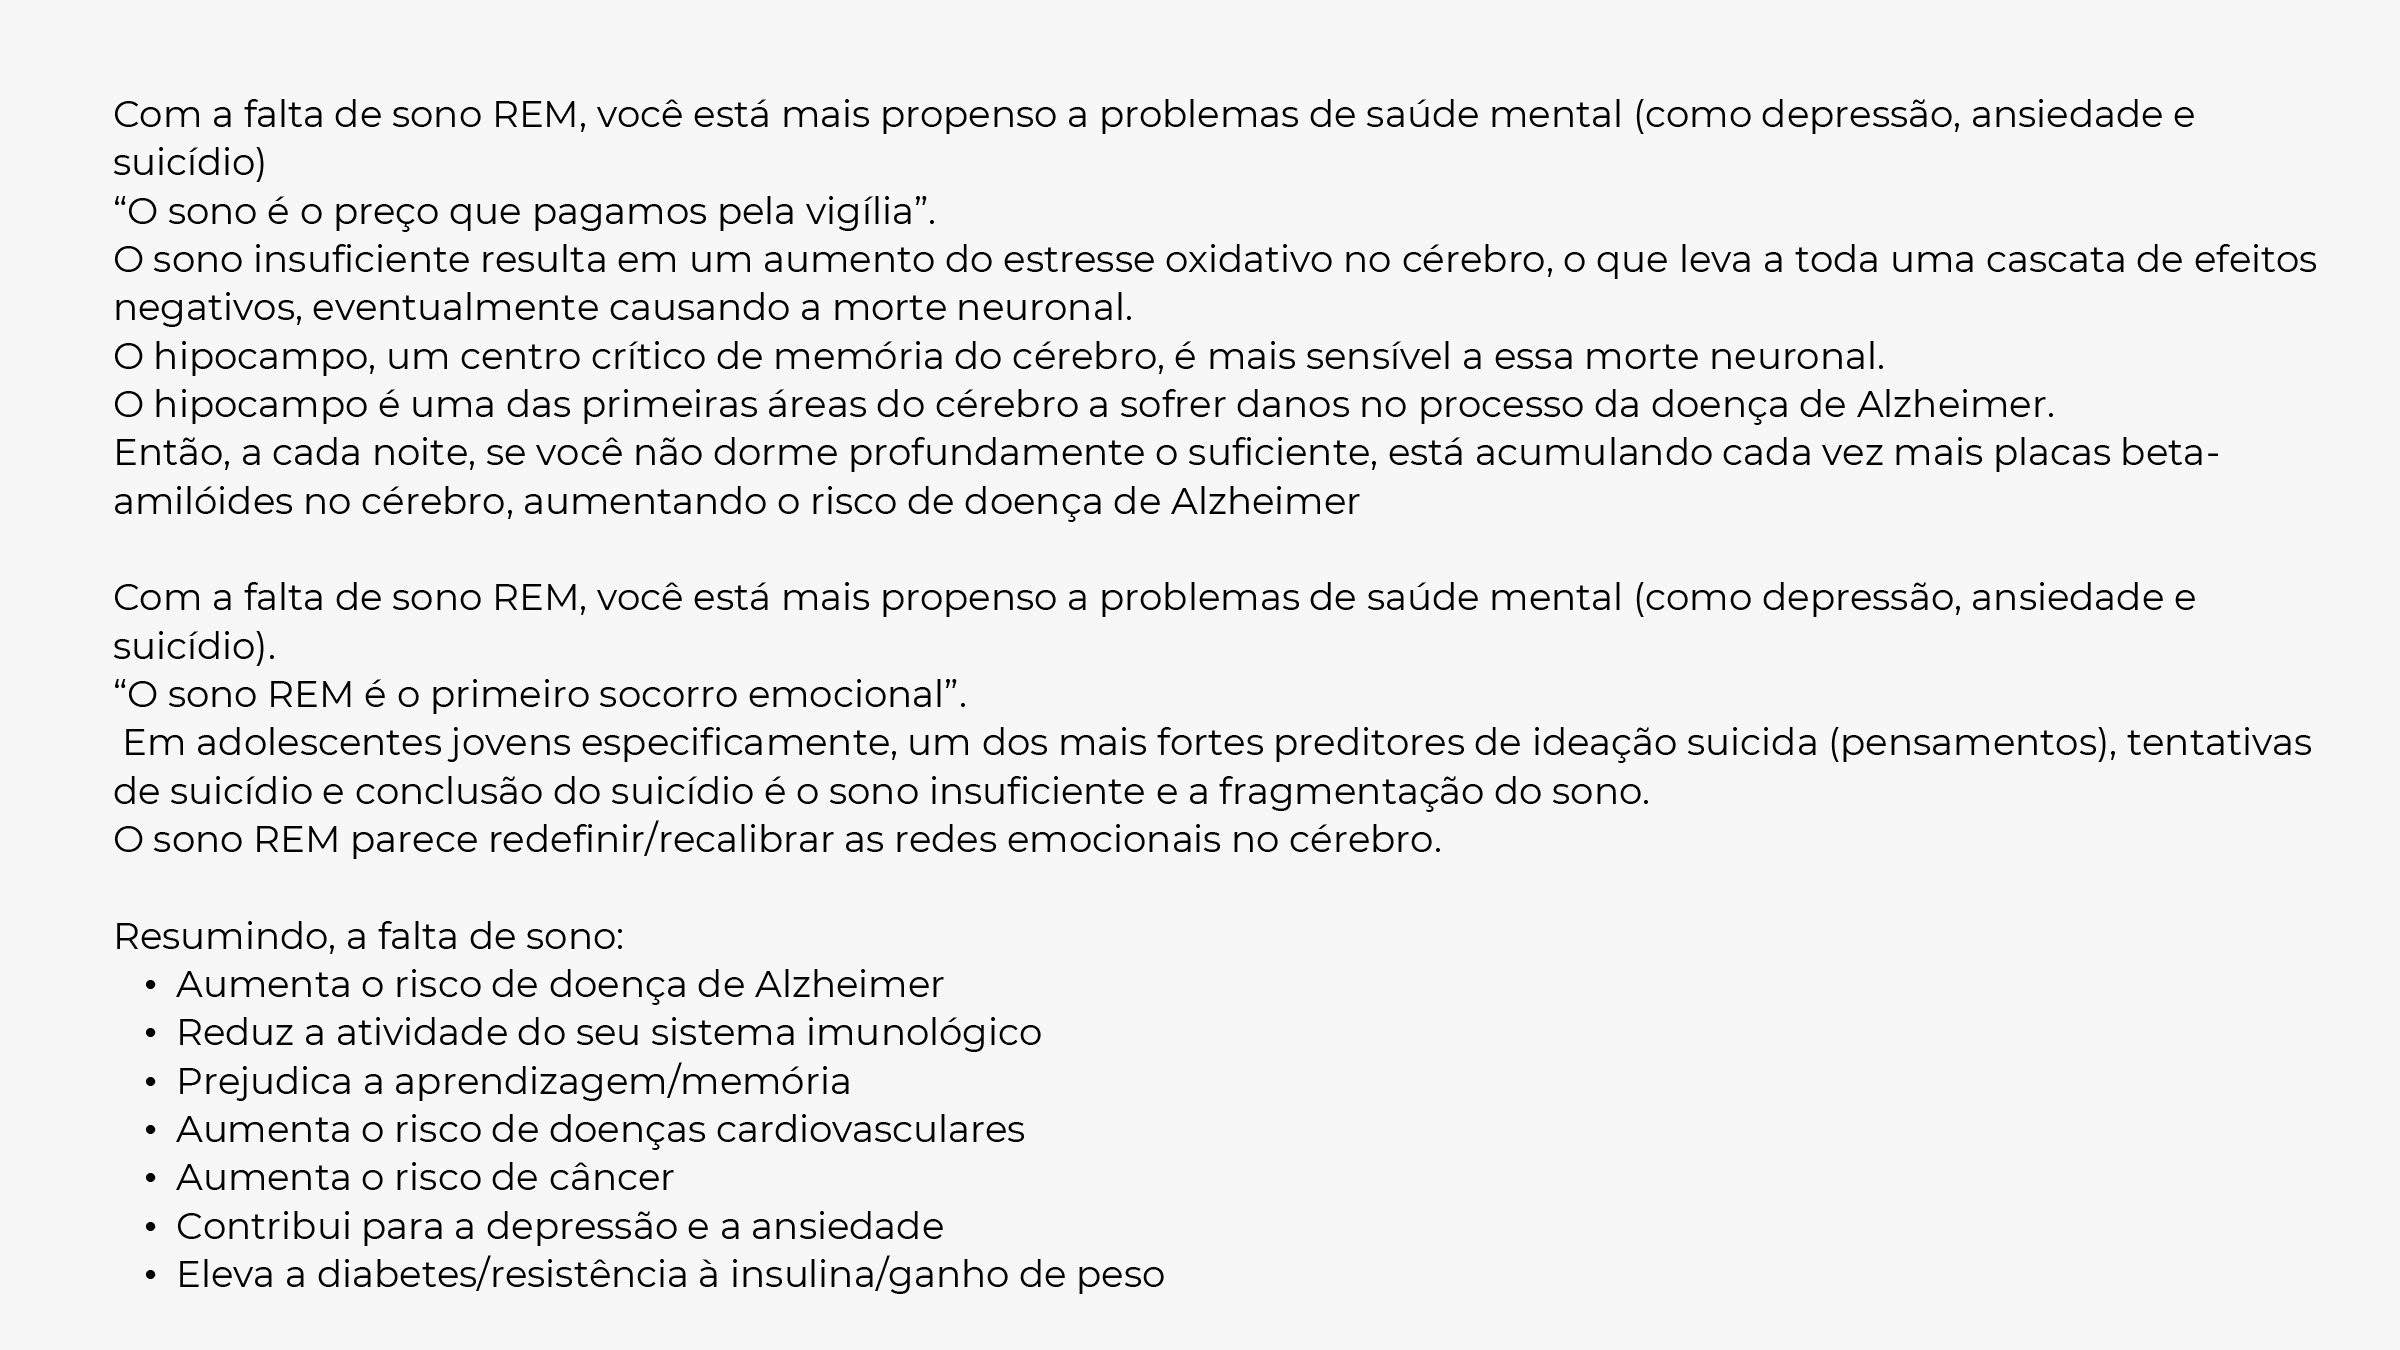 Com a falta de sono REM, você está mais propenso a problemas de saúde mental (como depressão, ansiedade e
suicídio)
“O sono é o preço que pagamos pela vigília”.
O sono insuficiente resulta em um aumento do estresse oxidativo no cérebro, o que leva a toda uma cascata de efeitos
negativos, eventualmente causando a morte neuronal.
O hipocampo, um centro crítico de memória do cérebro, é mais sensível a essa morte neuronal.
O hipocampo é uma das primeiras áreas do cérebro a sofrer danos no processo da doença de Alzheimer.
Então, a cada noite, se você não dorme profundamente o suficiente, está acumulando cada vez mais placas beta-
amilóides no cérebro, aumentando o risco de doença de Alzheimer
Com a falta de sono REM, você está mais propenso a problemas de saúde mental (como depressão, ansiedade e
suicídio).
“O sono REM é o primeiro socorro emocional”.
Em adolescentes jovens especificamente, um dos mais fortes preditores de ideação suicida (pensamentos), tentativas
de suicídio e conclusão do suicídio é o sono insuficiente e a fragmentação do sono.
O sono REM parece redefinir/recalibrar as redes emocionais no cérebro.
Resumindo, a falta de sono:
• Aumenta o risco de doença de Alzheimer
• Reduz a atividade do seu sistema imunológico
• Prejudica a aprendizagem/memória
• Aumenta o risco de doenças cardiovasculares
• Aumenta o risco de câncer
• Contribui para a depressão e a ansiedade
• Eleva a diabetes/resistência à insulina/ganho de peso